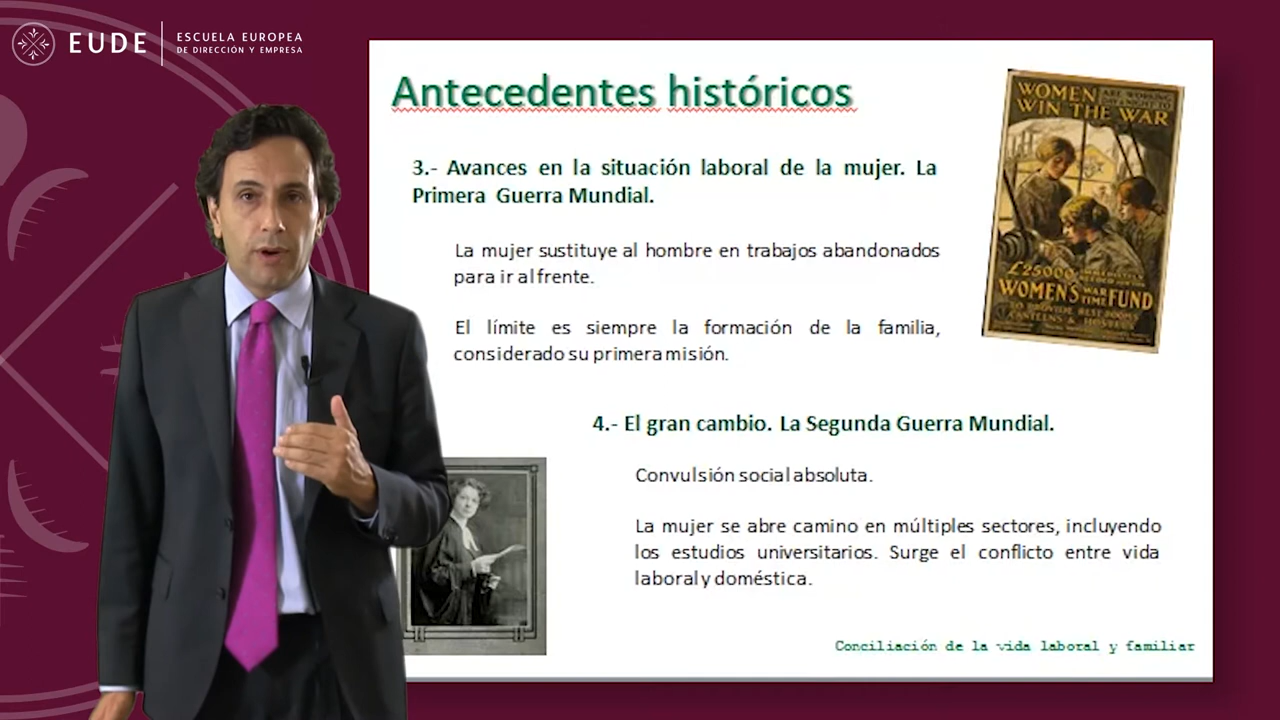 EUDE
ESCUELA EUROPEA
DE DIRECCIÓN Y EMPRESA
Antecedentes históricos
3.- Avances en la situación laboral de la mujer. La
Primera Guerra Mundial.
La mujer sustituye al hombre en trabajos abandonados
para ir al frente.
El límite es siempre la formación de la familia,
considerado su primera misión.
WOMEN
WIN THE WAR
£25000
WOMEN'S WAR TIME FUND
4.- El gran cambio. La Segunda Guerra Mundial.
Convulsión social absoluta.
La mujer se abre camino en múltiples sectores, incluyendo
los estudios universitarios. Surge el conflicto entre vida
laboral y doméstica.
Conciliación de la vida laboral y familiar